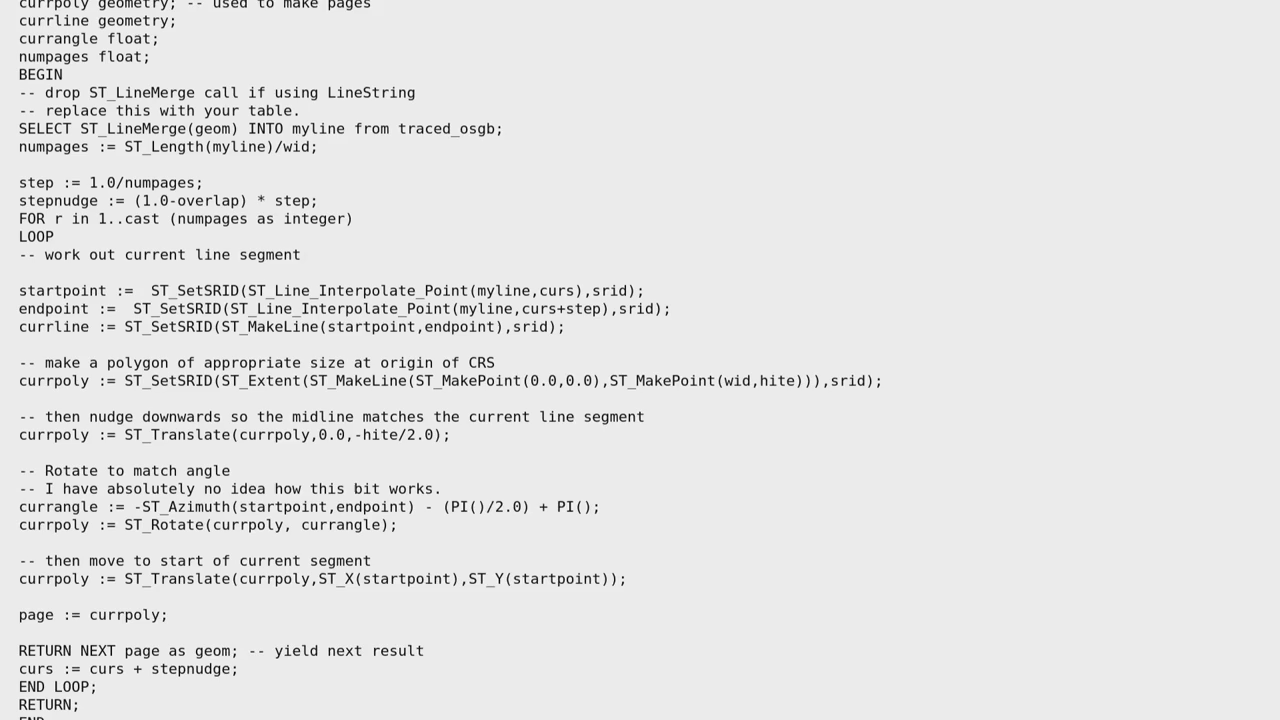 currpoly geometry; -- used to make pages
currline geometry;
currangle float;
numpages float;
BEGIN
-- drop ST_LineMerge call if using LineString
-- replace this with your table.
SELECT ST_LineMerge(geom) INTO myline from traced_osgb;
numpages := ST_Length(myline)/wid;
step := 1.0/numpages;
stepnudge := (1.0-overlap) * step;
FOR r in 1..cast (numpages as integer)
LOOP
-- work out current line segment
startpoint :=  ST_SetSRID(ST_Line_Interpolate_Point(myline,curs),srid);
endpoint :=  ST_SetSRID(ST_Line_Interpolate_Point(myline,curs+step),srid);
currline := ST_SetSRID(ST_MakeLine(startpoint,endpoint),srid);
-- make a polygon of appropriate size at origin of CRS
currpoly := ST_SetSRID(ST_Extent(ST_MakeLine(ST_MakePoint(0.0,0.0),ST_MakePoint(wid,hite))),srid);
-- then nudge downwards so the midline matches the current line segment
currpoly := ST_Translate(currpoly,0.0,-hite/2.0);
-- Rotate to match angle
-- I have absolutely no idea how this bit works.
currangle := -ST_Azimuth(startpoint,endpoint) - (PI()/2.0) + PI();
currpoly := ST_Rotate(currpoly, currangle);
-- then move to start of current segment
currpoly := ST_Translate(currpoly,ST_X(startpoint),ST_Y(startpoint));
page := currpoly;
RETURN NEXT page as geom; -- yield next result
curs := curs + stepnudge;
END LOOP;
RETURN;
END